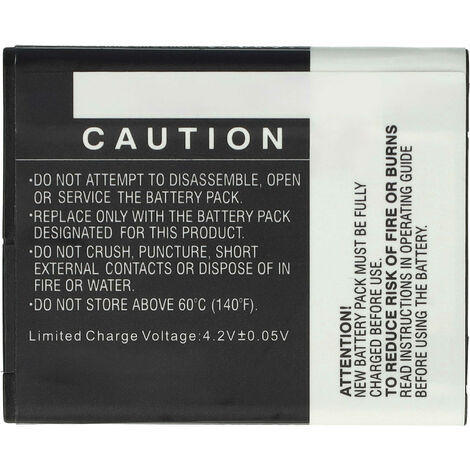 CAUTION
•DO NOT ATTEMPT TO DISASSEMBLE, OPEN
OR SERVICE THE BATTERY PACK.
•REPLACE ONLY WITH THE BATTERY PACK
DESIGNATED FOR THIS PRODUCT.
•DO NOT CRUSH, PUNCTURE, SHORT
EXTERNAL CONTACTS OR DISPOSE OF IN
FIRE OR WATER.
•DO NOT STORE ABOVE 60°C (140°F).
Limited Charge Voltage:4.2V±0.05V
ATTENTION!
NEW BATTERY PACK MUST BE FULLY
CHARGED BEFORE USE.
TO REDUCE RISK OF FIRE OR BURNS
READ INSTRUCTIONS IN OPERATING GUIDE
BEFORE USING THE BATTERY.